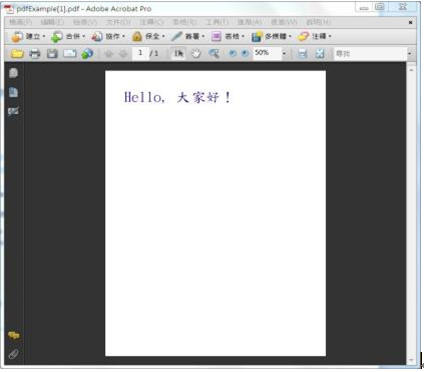 pdfExample[1].pdf - Adobe Acrobat Pro
檔案(F) 編輯(E) 檢視(V) 文件(D) 注釋(C) 表格(R) 工具(T) 進階(A) 視窗(W) 說明(H)
建立 合併 協作 保全 簽署 表格 多媒體 注釋
1 / 1 50% 尋找
Hello, 大家好！